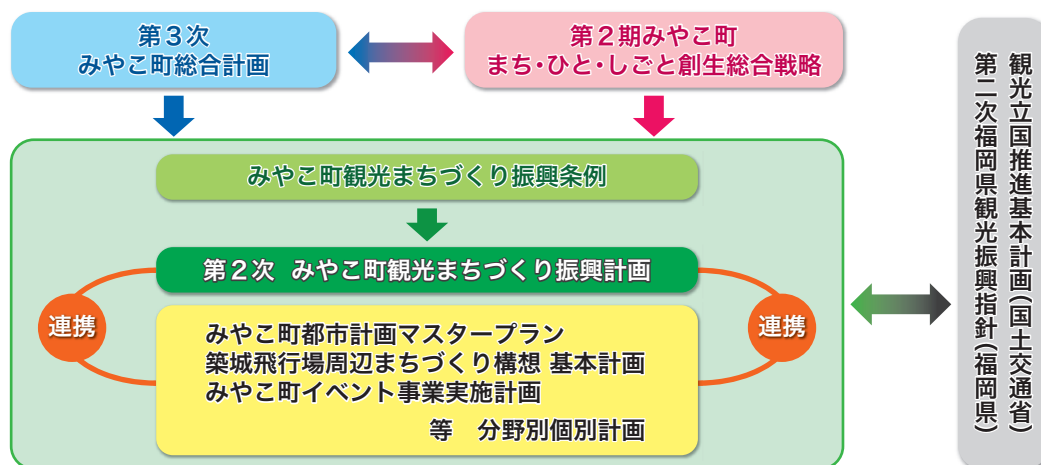 第3次
みやこ町総合計画
第2期みやこ町
まち・ひと・しごと創生総合戦略
みやこ町観光まちづくり振興条例
第2次 みやこ町観光まちづくり振興計画
連携
連携
みやこ町都市計画マスタープラン
築城飛行場周辺まちづくり構想 基本計画
みやこ町イベント事業実施計画
等 分野別個別計画
観光立国推進基本計画(国土交通省)
第二次福岡県観光振興指針(福岡県)